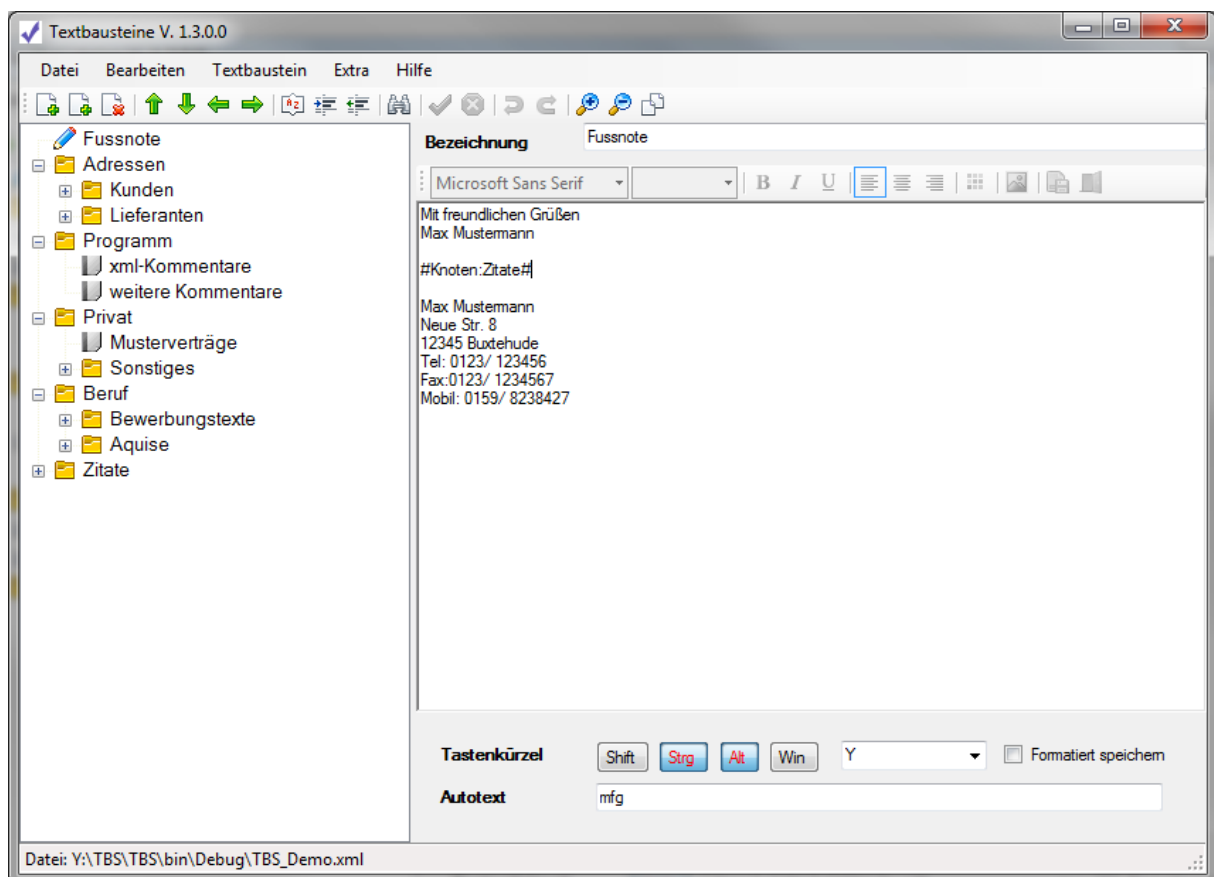 Textbausteine V. 1.3.0.0
Datei Bearbeiten Textbaustein Extra Hilfe
Fussnote
Adressen
Kunden
Lieferanten
Programm
xml-Kommentare
weitere Kommentare
Privat
Musterverträge
Sonstiges
Beruf
Bewerbungstexte
Aquise
Zitate
Bezeichnung Fussnote
Microsoft Sans Serif B I U
Mit freundlichen Grüßen
Max Mustermann
#Knoten:Zitate#
Max Mustermann
Neue Str. 8
12345 Buxtehude
Tel: 0123/ 123456
Fax:0123/ 1234567
Mobil: 0159/ 8238427
Tastenkürzel Shift Strg Alt Win Y Formatiert speichern
Autotext mfg
Datei: Y:\TBS\TBS\bin\Debug\TBS_Demo.xml